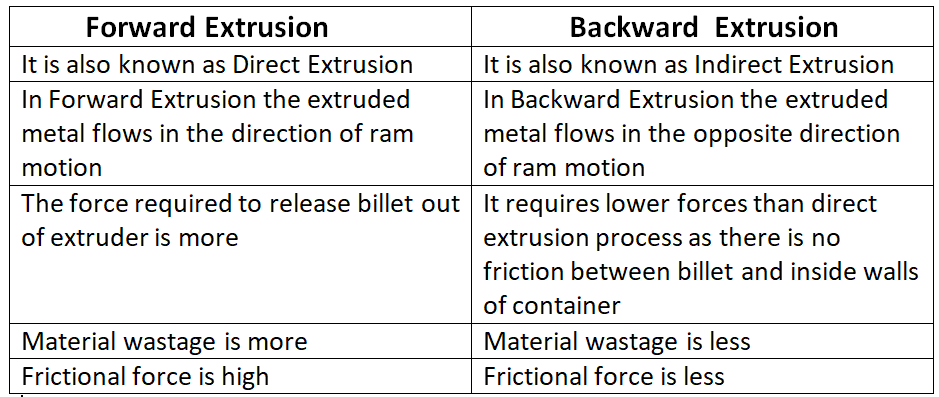 Forward Extrusion
Backward Extrusion
It is also known as Direct Extrusion
It is also known as Indirect Extrusion
In Forward Extrusion the extruded
metal flows in the direction of ram
motion
In Backward Extrusion the extruded
metal flows in the opposite direction
of ram motion
The force required to release billet out
of extruder is more
It requires lower forces than direct
extrusion process as there is no
friction between billet and inside walls
of container
Material wastage is more
Material wastage is less
Frictional force is high
Frictional force is less